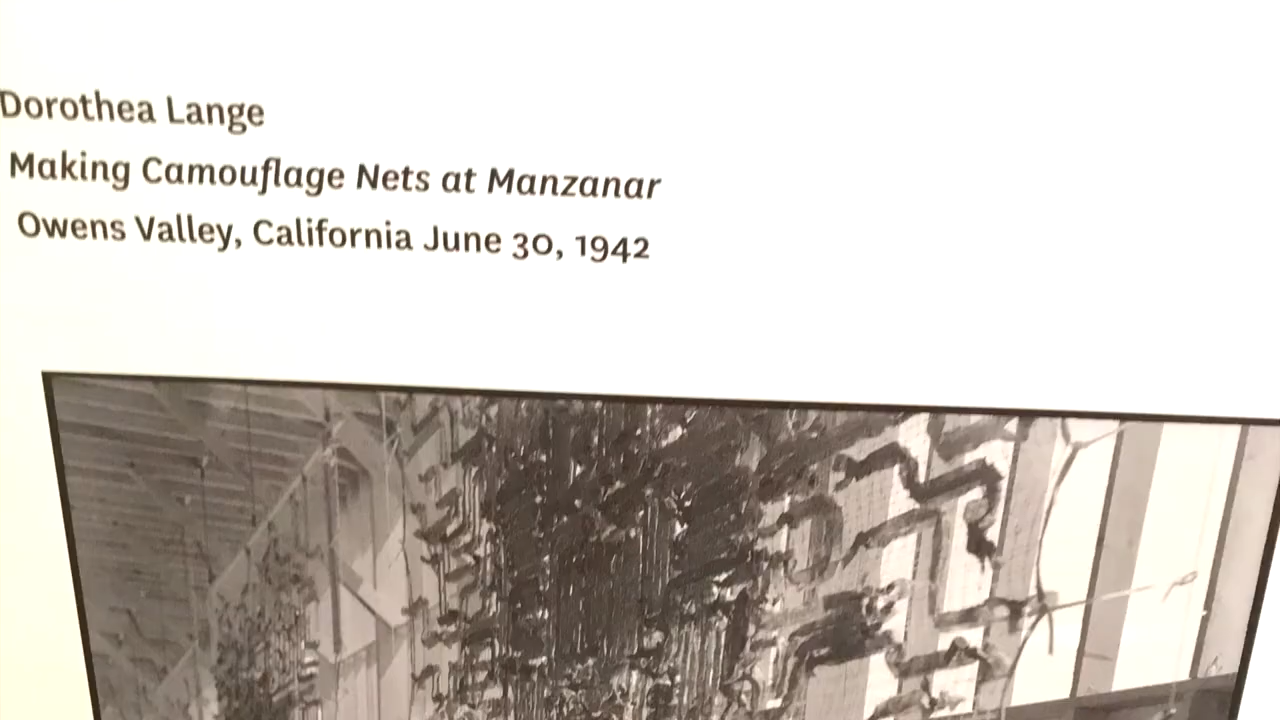 Dorothea Lange
Making Camouflage Nets at Manzanar
Owens Valley, California June 30, 1942